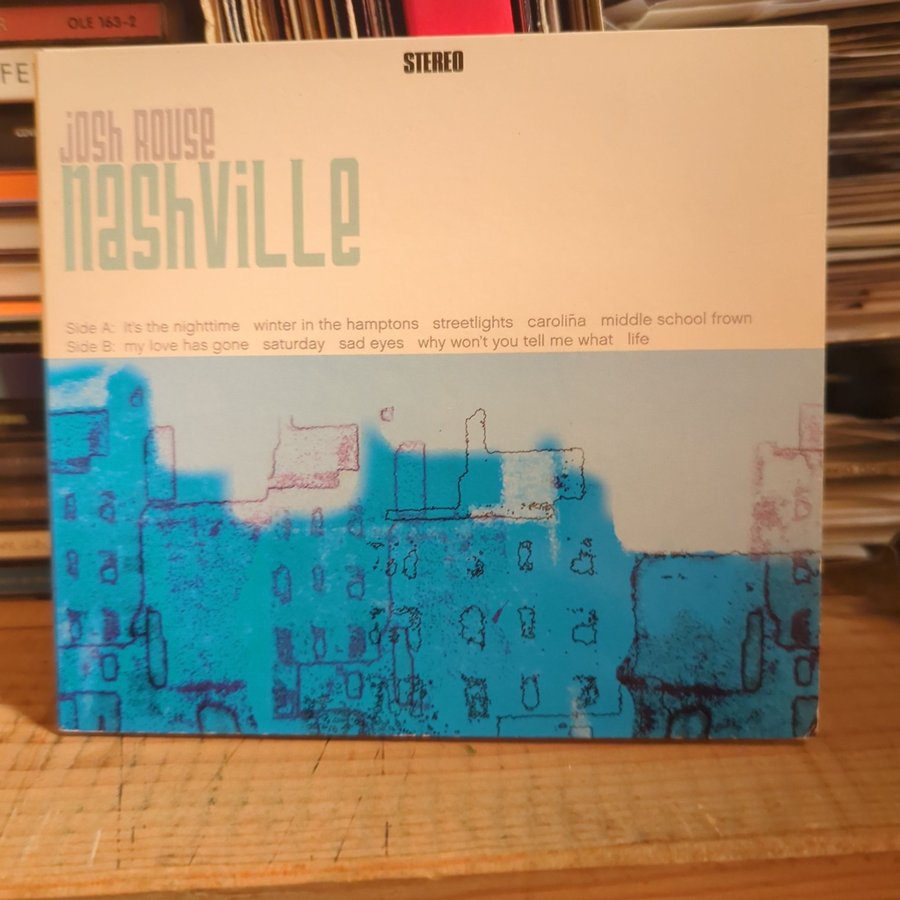 OLE 163-2
FE
STEREO
josh rouse
nashville
Side A: it's the nighttime winter in the hamptons streetlights caroliña middle school frown
Side B: my love has gone saturday sad eyes why won't you tell me what life